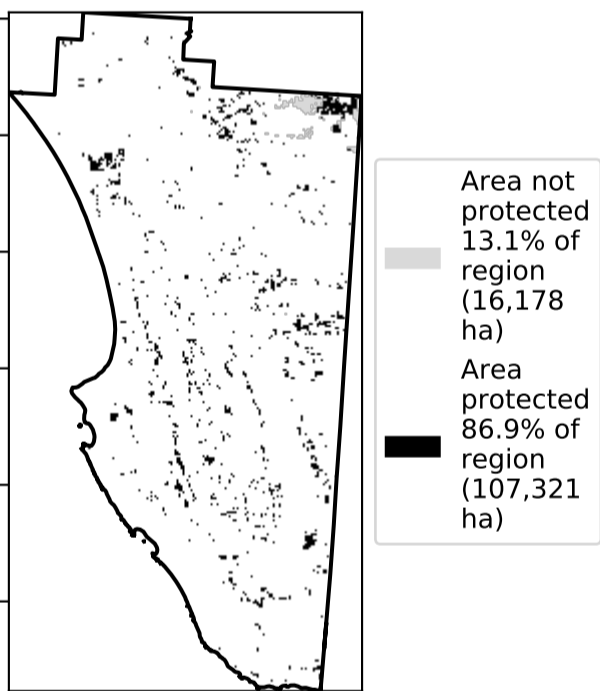 Area not
protected
13.1% of
region
(16,178
ha)
Area
protected
86.9% of
region
(107,321
ha)